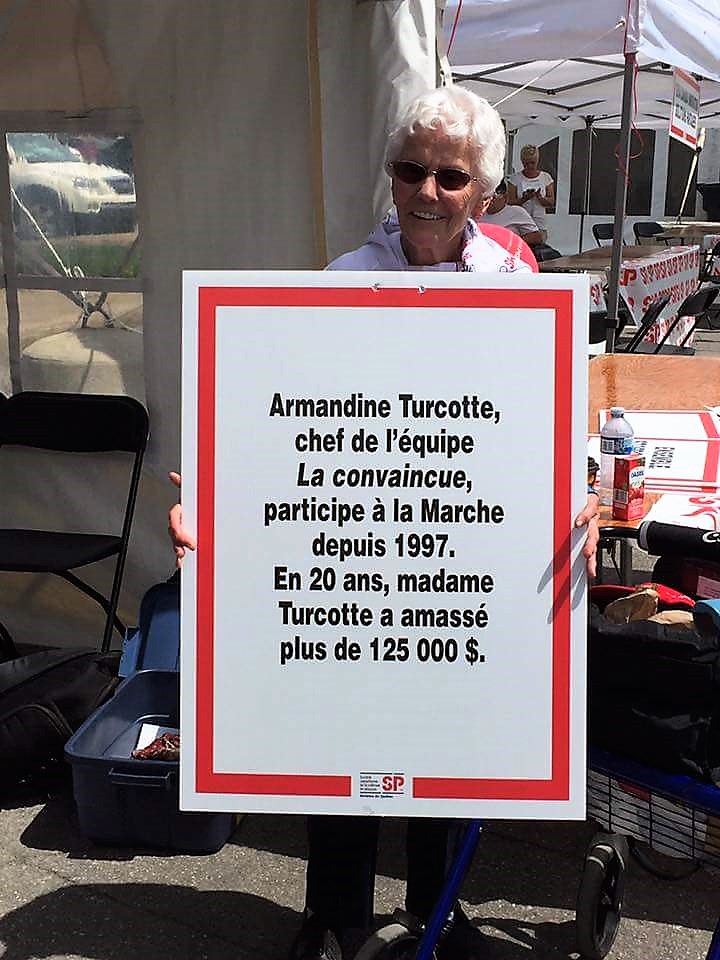 Armandine Turcotte,
chef de l'équipe
La convaincue,
participe à la Marche
depuis 1997.
En 20 ans, madame
Turcotte a amassé
plus de 125 000 $.
SP
SP